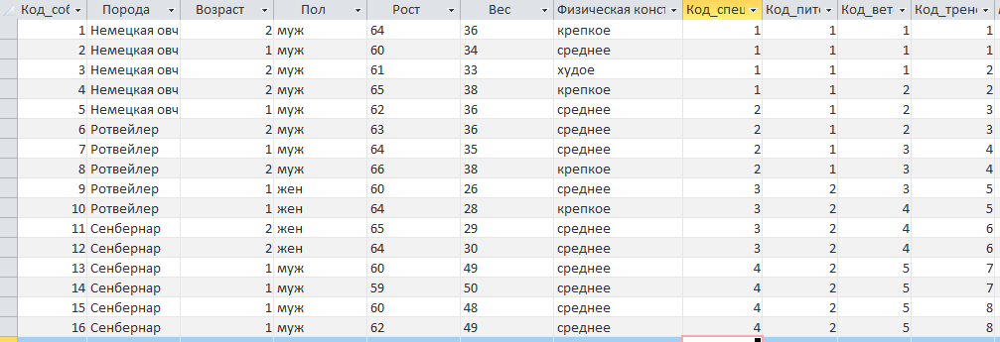 Код_соб Порода Возраст Пол Рост Вес Физическая конст Код_спец Код_пито Код_вет Код_трен
1 Немецкая овч 2 муж 64 36 крепкое 1 1 1 1
2 Немецкая овч 1 муж 60 34 среднее 1 1 1 1
3 Немецкая овч 2 муж 61 33 худое 1 1 1 2
4 Немецкая овч 2 муж 65 38 крепкое 1 1 2 2
5 Немецкая овч 1 муж 62 36 среднее 2 1 2 3
6 Ротвейлер 2 муж 63 36 среднее 2 1 2 3
7 Ротвейлер 1 муж 64 35 среднее 2 1 3 4
8 Ротвейлер 2 муж 66 38 крепкое 2 1 3 4
9 Ротвейлер 1 жен 60 26 среднее 3 2 3 5
10 Ротвейлер 1 жен 64 28 крепкое 3 2 4 5
11 Сенбернар 2 жен 65 29 среднее 3 2 4 6
12 Сенбернар 2 жен 64 30 среднее 3 2 4 6
13 Сенбернар 1 муж 60 49 среднее 4 2 5 7
14 Сенбернар 1 муж 59 50 среднее 4 2 5 7
15 Сенбернар 1 муж 60 48 среднее 4 2 5 8
16 Сенбернар 1 муж 62 49 среднее 4 2 5 8